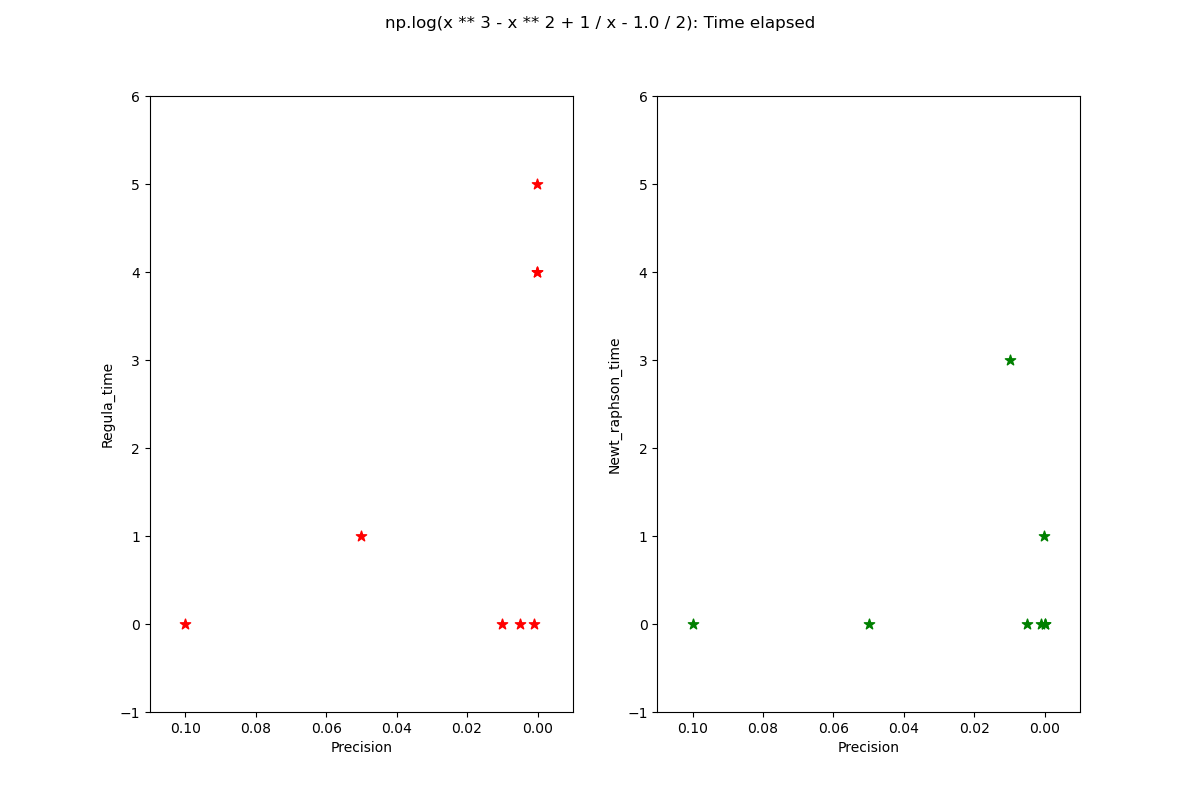 np.log(x ** 3 - x ** 2 + 1 / x - 1.0 / 2): Time elapsed
6
5
4
3
2
1
0
−1
Regula_time
0.10 0.08 0.06 0.04 0.02 0.00
Precision
6
5
4
3
2
1
0
−1
Newt_raphson_time
0.10 0.08 0.06 0.04 0.02 0.00
Precision